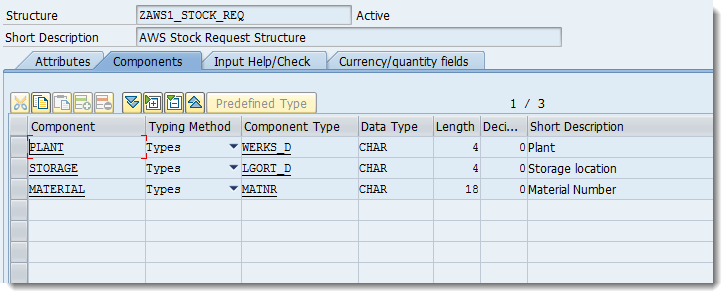 Structure ZAWS1_STOCK_REQ Active
Short Description AWS Stock Request Structure
Attributes Components Input Help/Check Currency/quantity fields
Predefined Type 1 / 3
Component Typing Method Component Type Data Type Length Deci... Short Description
PLANT Types WERKS_D CHAR 4 0 Plant
STORAGE Types LGORT_D CHAR 4 0 Storage location
MATERIAL Types MATNR CHAR 18 0 Material Number